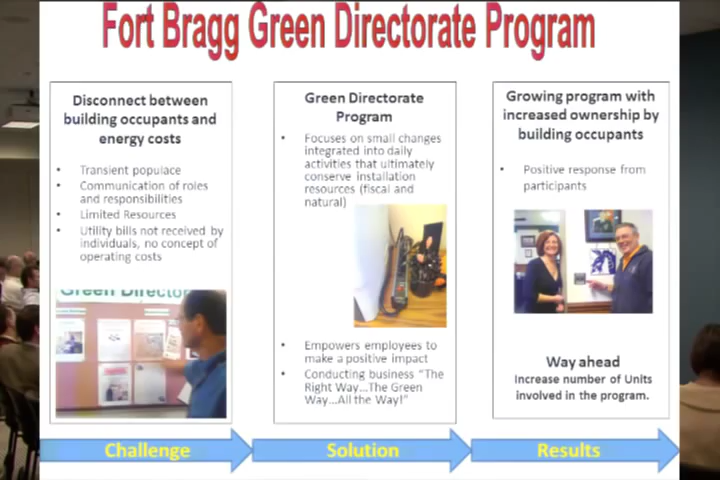 Fort Bragg Green Directorate Program
Disconnect between
building occupants and
energy costs
• Transient populace
• Communication of roles
and responsibilities
• Limited Resources
• Utility bills not received by
individuals, no concept of
operating costs
Green Director
Green Directorate
Program
• Focuses on small changes
integrated into daily
activities that ultimately
conserve installation
resources (fiscal and
natural)
• Empowers employees to
make a positive impact
• Conducting business "The
Right Way...The Green
Way...All the Way!"
Growing program with
increased ownership by
building occupants
• Positive response from
participants
Way ahead
Increase number of Units
involved in the program.
Challenge
Solution
Results